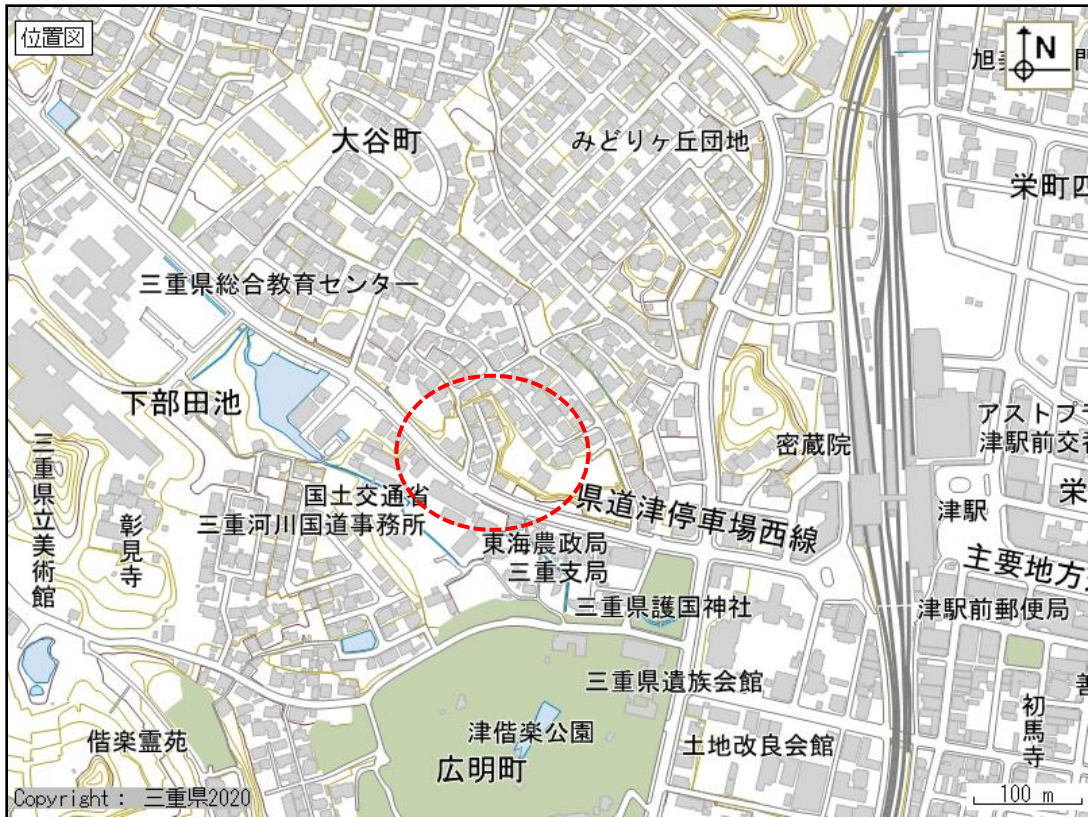 位置図
N
大谷町
みどりヶ丘団地
栄町四
三重県総合教育センター
下部田池
アストプラ
津駅前交番
密蔵院
栄
三重県立美術館
彰見寺
国土交通省
三重河川国道事務所
県道津停車場西線
津駅
東海農政局
三重支局
主要地方
三重県護国神社
津駅前郵便局
三重県遺族会館
善
初馬寺
津偕楽公園
土地改良会館
偕楽霊苑
広明町
Copyright : 三重県2020
100 m